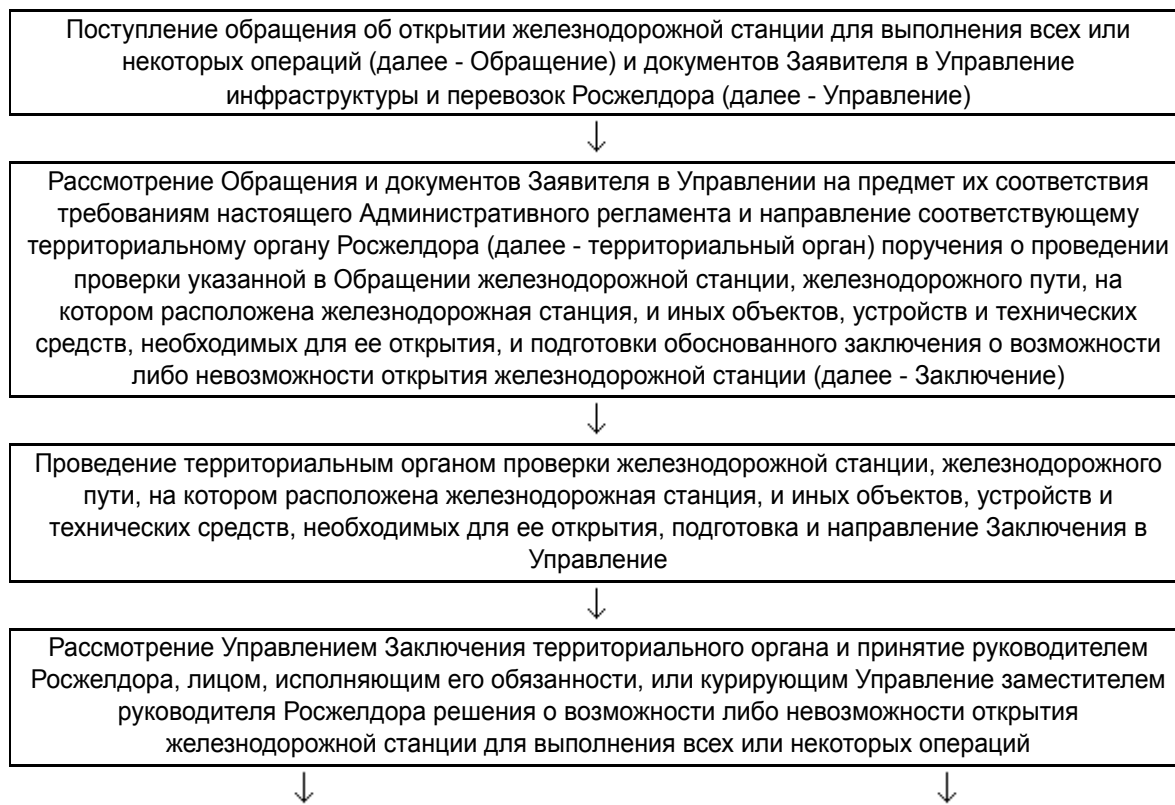 Поступление обращения об открытии железнодорожной станции для выполнения всех или
некоторых операций (далее - Обращение) и документов Заявителя в Управление
инфраструктуры и перевозок Росжелдора (далее - Управление)
↓
Рассмотрение Обращения и документов Заявителя в Управлении на предмет их соответствия
требованиям настоящего Административного регламента и направление соответствующему
территориальному органу Росжелдора (далее - территориальный орган) поручения о проведении
проверки указанной в Обращении железнодорожной станции, железнодорожного пути, на
котором расположена железнодорожная станция, и иных объектов, устройств и технических
средств, необходимых для ее открытия, и подготовки обоснованного заключения о возможности
либо невозможности открытия железнодорожной станции (далее - Заключение)
↓
Проведение территориальным органом проверки железнодорожной станции, железнодорожного
пути, на котором расположена железнодорожная станция, и иных объектов, устройств и
технических средств, необходимых для ее открытия, подготовка и направление Заключения в
Управление
↓
Рассмотрение Управлением Заключения территориального органа и принятие руководителем
Росжелдора, лицом, исполняющим его обязанности, или курирующим Управление заместителем
руководителя Росжелдора решения о возможности либо невозможности открытия
железнодорожной станции для выполнения всех или некоторых операций
↓ ↓